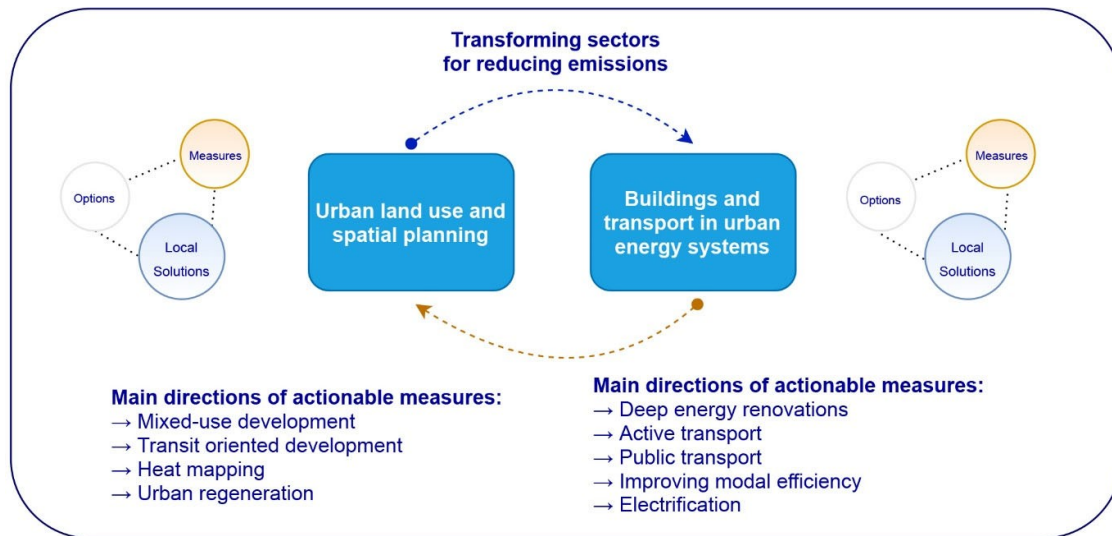 Transforming sectors
for reducing emissions
Measures
Options
Local
Solutions
Urban land use and
spatial planning
Buildings and
transport in urban
energy systems
Measures
Options
Local
Solutions
Main directions of actionable measures:
→ Mixed-use development
→ Transit oriented development
→ Heat mapping
→ Urban regeneration
Main directions of actionable measures:
→ Deep energy renovations
→ Active transport
→ Public transport
→ Improving modal efficiency
→ Electrification